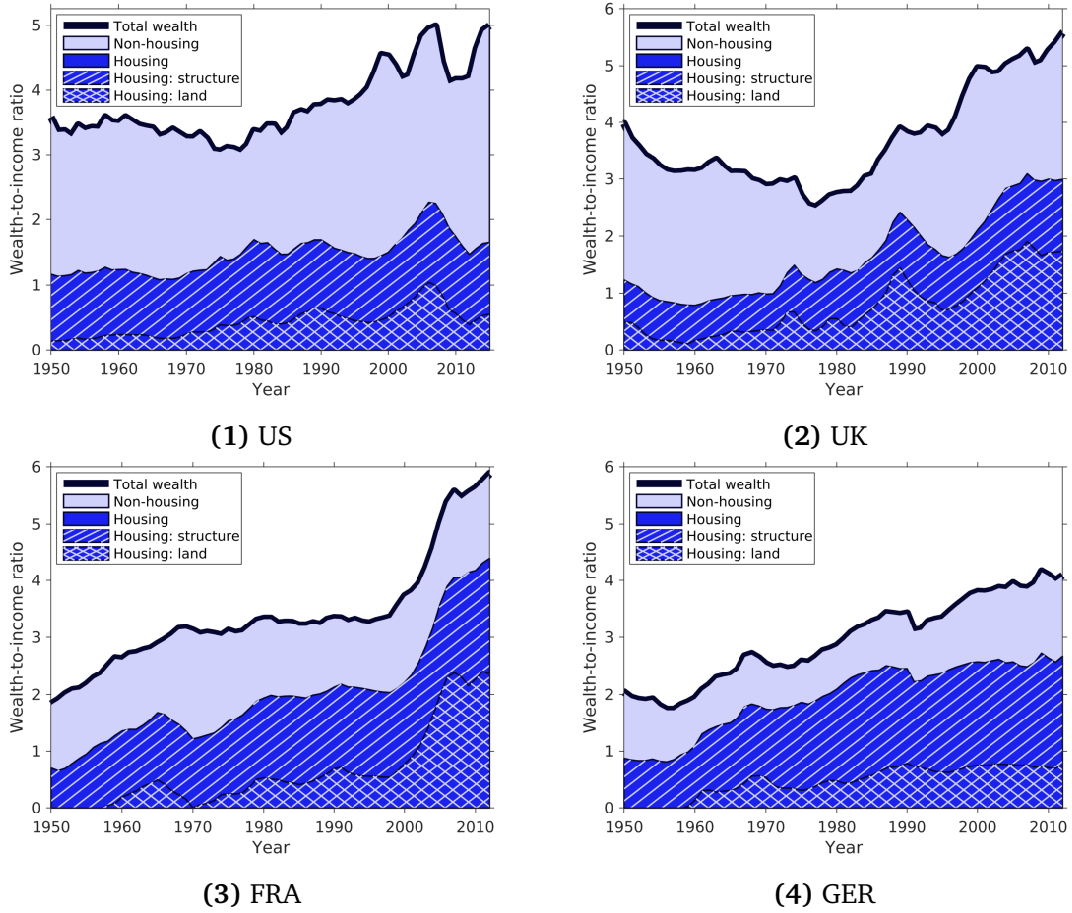 Total wealth
Non-housing
Housing
Housing: structure
Housing: land
Wealth-to-income ratio
5
4
3
2
1
0
1950 1960 1970 1980 1990 2000 2010
Year
(1) US
Total wealth
Non-housing
Housing
Housing: structure
Housing: land
Wealth-to-income ratio
6
5
4
3
2
1
0
1950 1960 1970 1980 1990 2000 2010
Year
(2) UK
Total wealth
Non-housing
Housing
Housing: structure
Housing: land
Wealth-to-income ratio
6
5
4
3
2
1
0
1950 1960 1970 1980 1990 2000 2010
Year
(3) FRA
Total wealth
Non-housing
Housing
Housing: structure
Housing: land
Wealth-to-income ratio
6
5
4
3
2
1
0
1950 1960 1970 1980 1990 2000 2010
Year
(4) GER